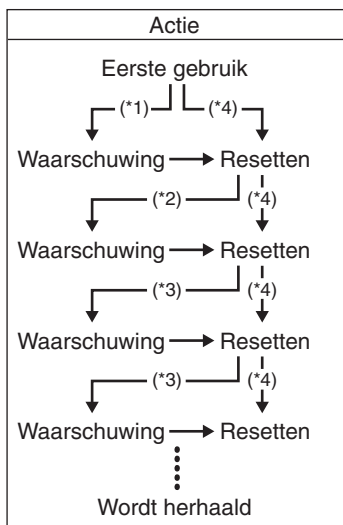 Actie
Eerste gebruik
(*1) (*4)
Waarschuwing Resetten
(*2) (*4)
Waarschuwing Resetten
(*3) (*4)
Waarschuwing Resetten
(*3) (*4)
Waarschuwing Resetten
Wordt herhaald